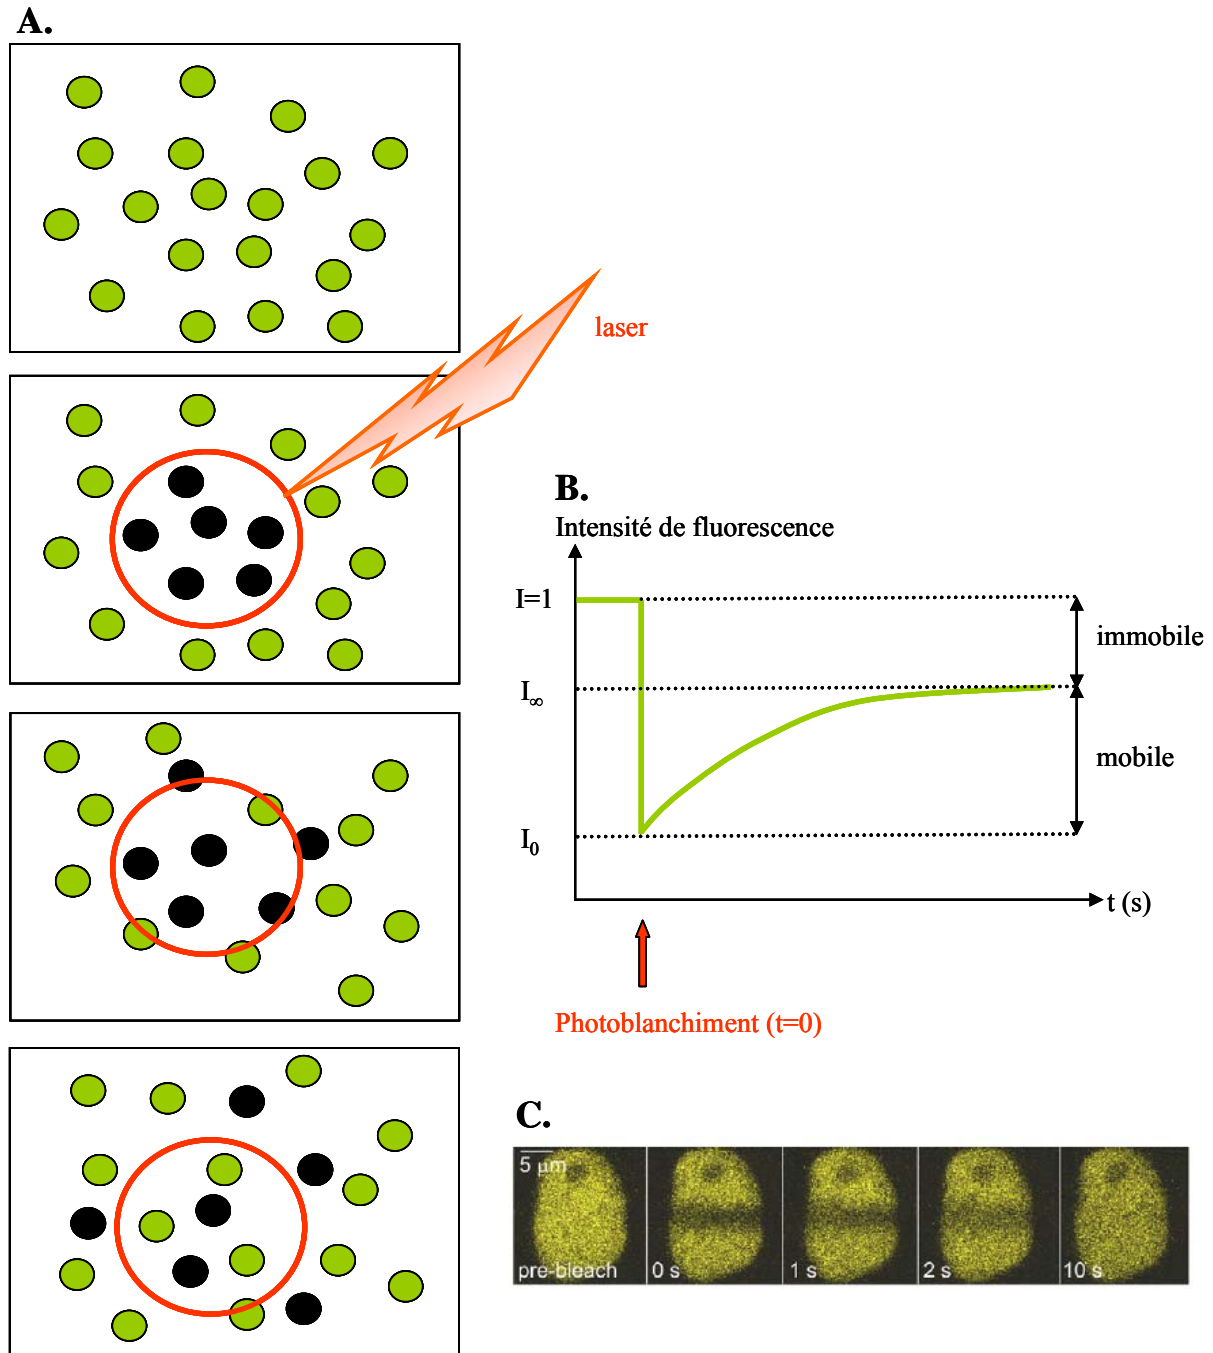 A.
laser
B.
Intensité de fluorescence
I=1
immobile
I∞
mobile
I0
t (s)
Photoblanchiment (t=0)
C.
5 µm
pre-bleach
0 s
1 s
2 s
10 s